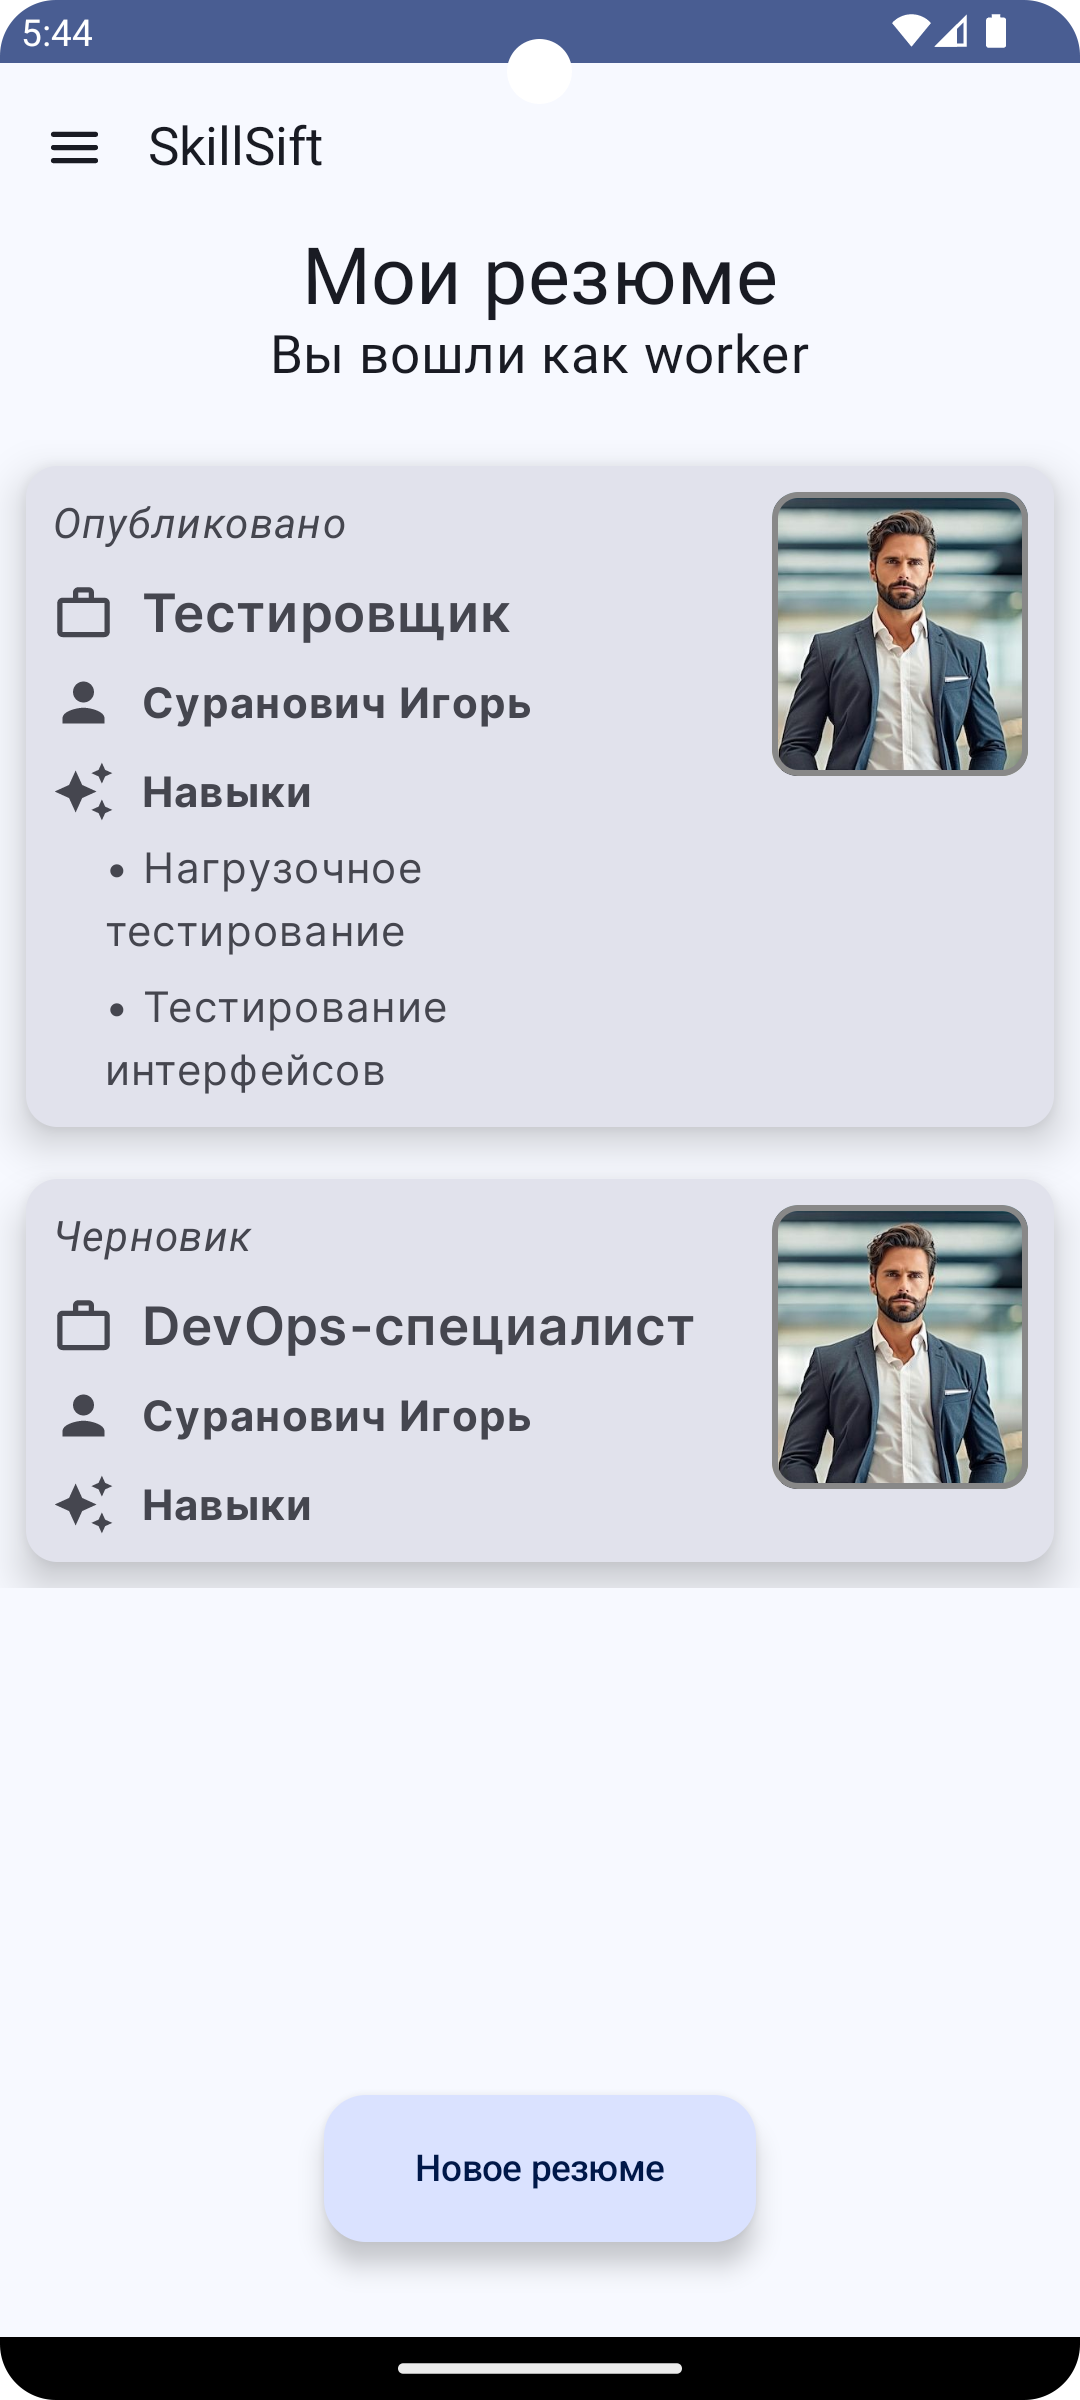 5:44
SkillSift
Мои резюме
Вы вошли как worker
Опубликовано
Тестировщик
Суранович Игорь
Навыки
• Нагрузочное
тестирование
• Тестирование
интерфейсов
Черновик
DevOps-специалист
Суранович Игорь
Навыки
Новое резюме